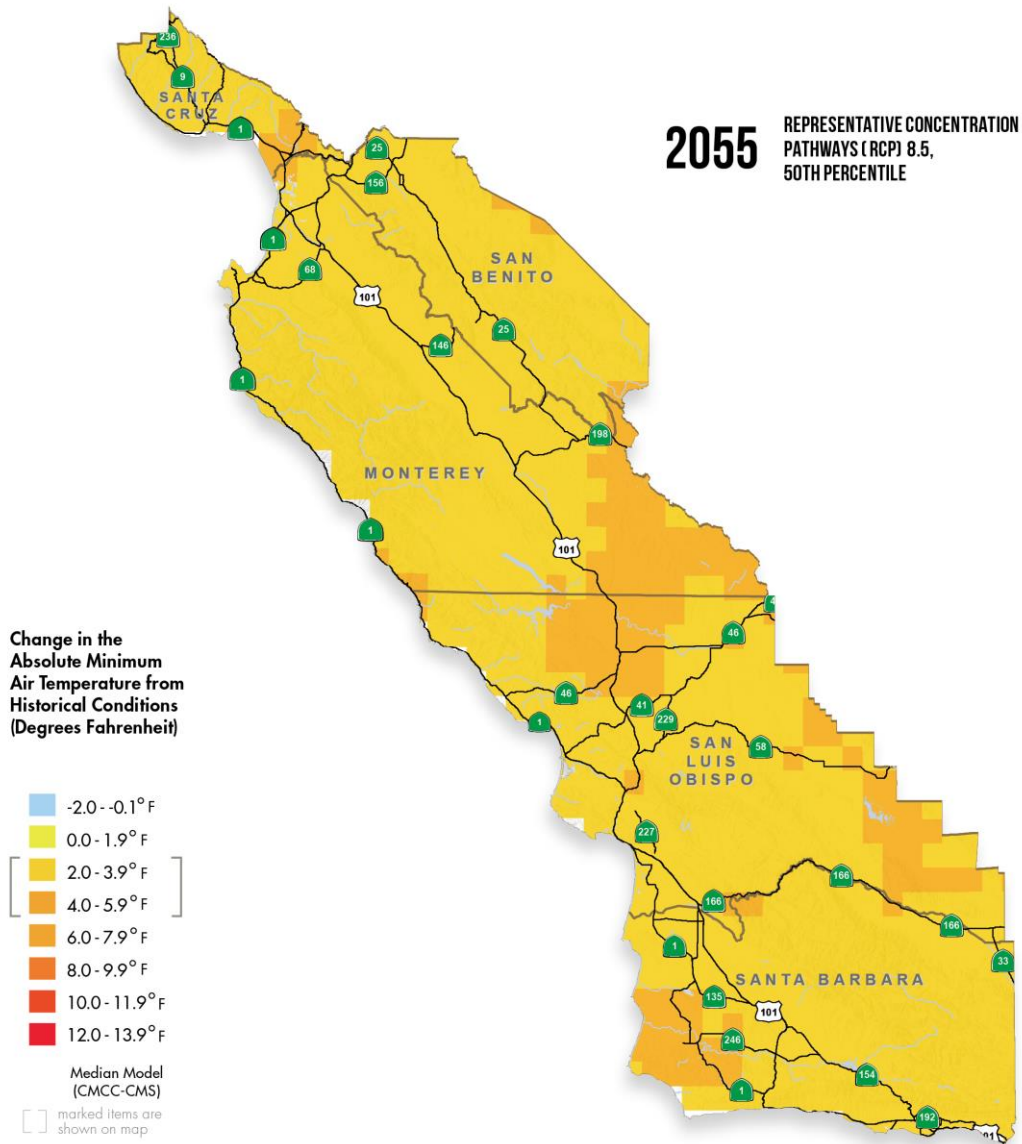 236
9
SANTA
CRUZ
1
2055
REPRESENTATIVE CONCENTRATION
PATHWAYS (RCP) 8.5,
50TH PERCENTILE
25
156
1
68
SAN
BENITO
101
146
25
1
198
MONTEREY
1
101
46
46
41
1
229
SAN
LUIS
OBISPO
58
227
166
166
166
1
33
SANTA BARBARA
135
101
246
154
1
192
101
Change in the
Absolute Minimum
Air Temperature from
Historical Conditions
(Degrees Fahrenheit)
-2.0 - -0.1° F
0.0 - 1.9° F
2.0 - 3.9° F
4.0 - 5.9° F
6.0 - 7.9° F
8.0 - 9.9° F
10.0 - 11.9° F
12.0 - 13.9° F
Median Model
(CMCC-CMS)
[ ] marked items are
shown on map